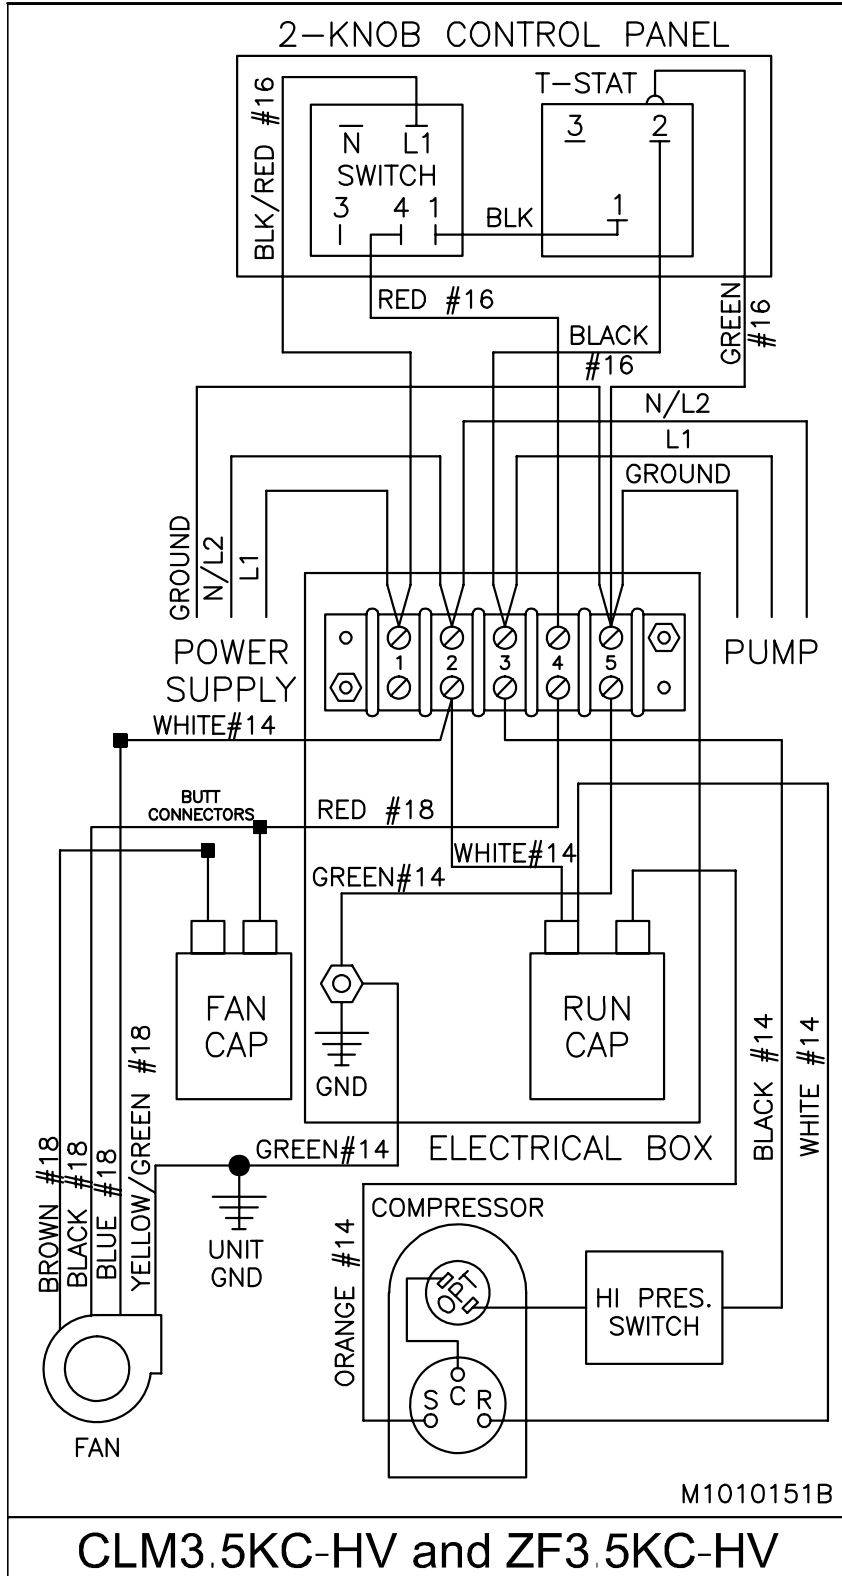 2-KNOB CONTROL PANEL
T-STAT
BLK/RED #16
N L1
SWITCH
3 4 1
BLK
3 2
1
RED #16
BLACK
#16
GREEN
#16
N/L2
L1
GROUND
GROUND
N/L2
L1
POWER
SUPPLY
1 2 3 4 5
PUMP
WHITE#14
BUTT
CONNECTORS
RED #18
WHITE#14
GREEN#14
FAN
CAP
GND
RUN
CAP
BLACK #14
WHITE #14
GREEN#14
ELECTRICAL BOX
BROWN #18
BLACK #18
BLUE #18
YELLOW/GREEN #18
UNIT
GND
ORANGE #14
COMPRESSOR
OPT
HI PRES.
SWITCH
S C R
FAN
M1010151B
CLM3.5KC-HV and ZF3.5KC-HV